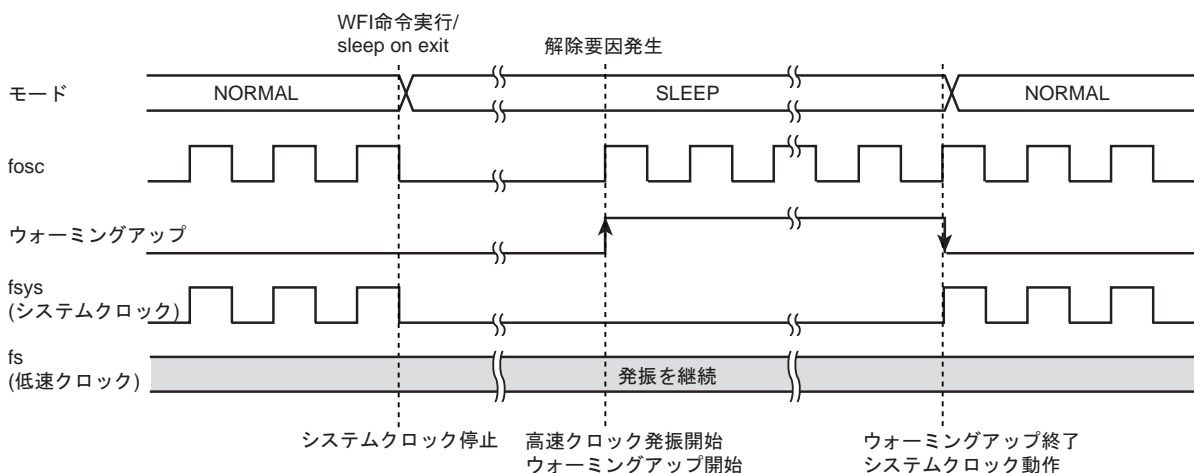 WFI命令実行/
sleep on exit
解除要因発生
モード
NORMAL
SLEEP
NORMAL
fosc
ウォーミングアップ
fsys
(システムクロック)
fs
(低速クロック)
発振を継続
システムクロック停止
高速クロック発振開始
ウォーミングアップ開始
ウォーミングアップ終了
システムクロック動作